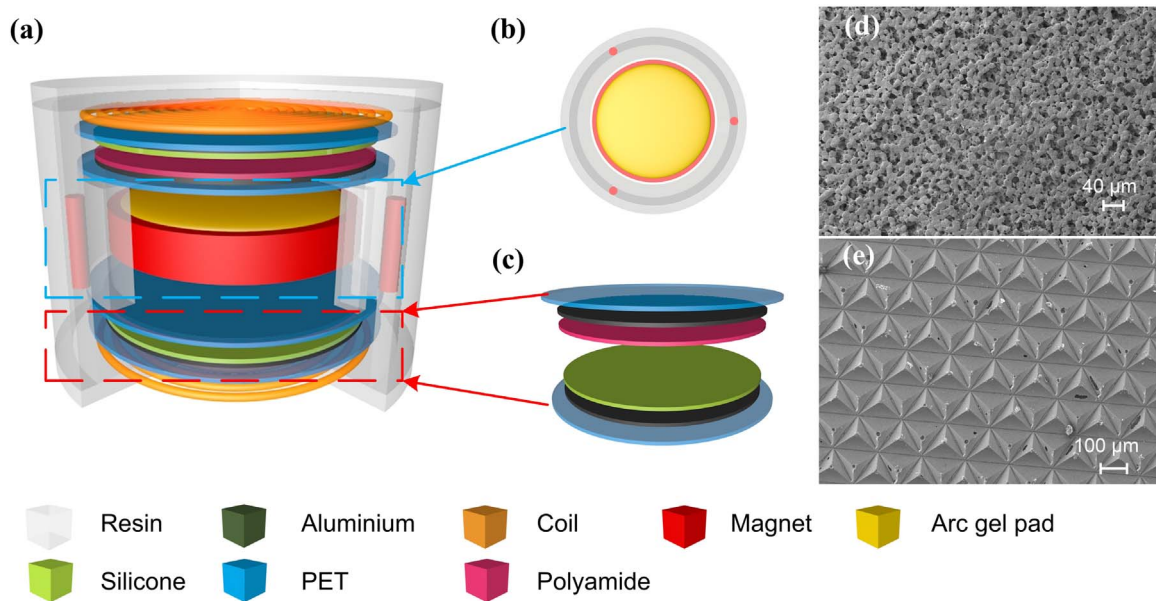 (a)
(b)
(c)
(d)
40 μm
(e)
100 μm
Resin
Aluminium
Coil
Magnet
Arc gel pad
Silicone
PET
Polyamide